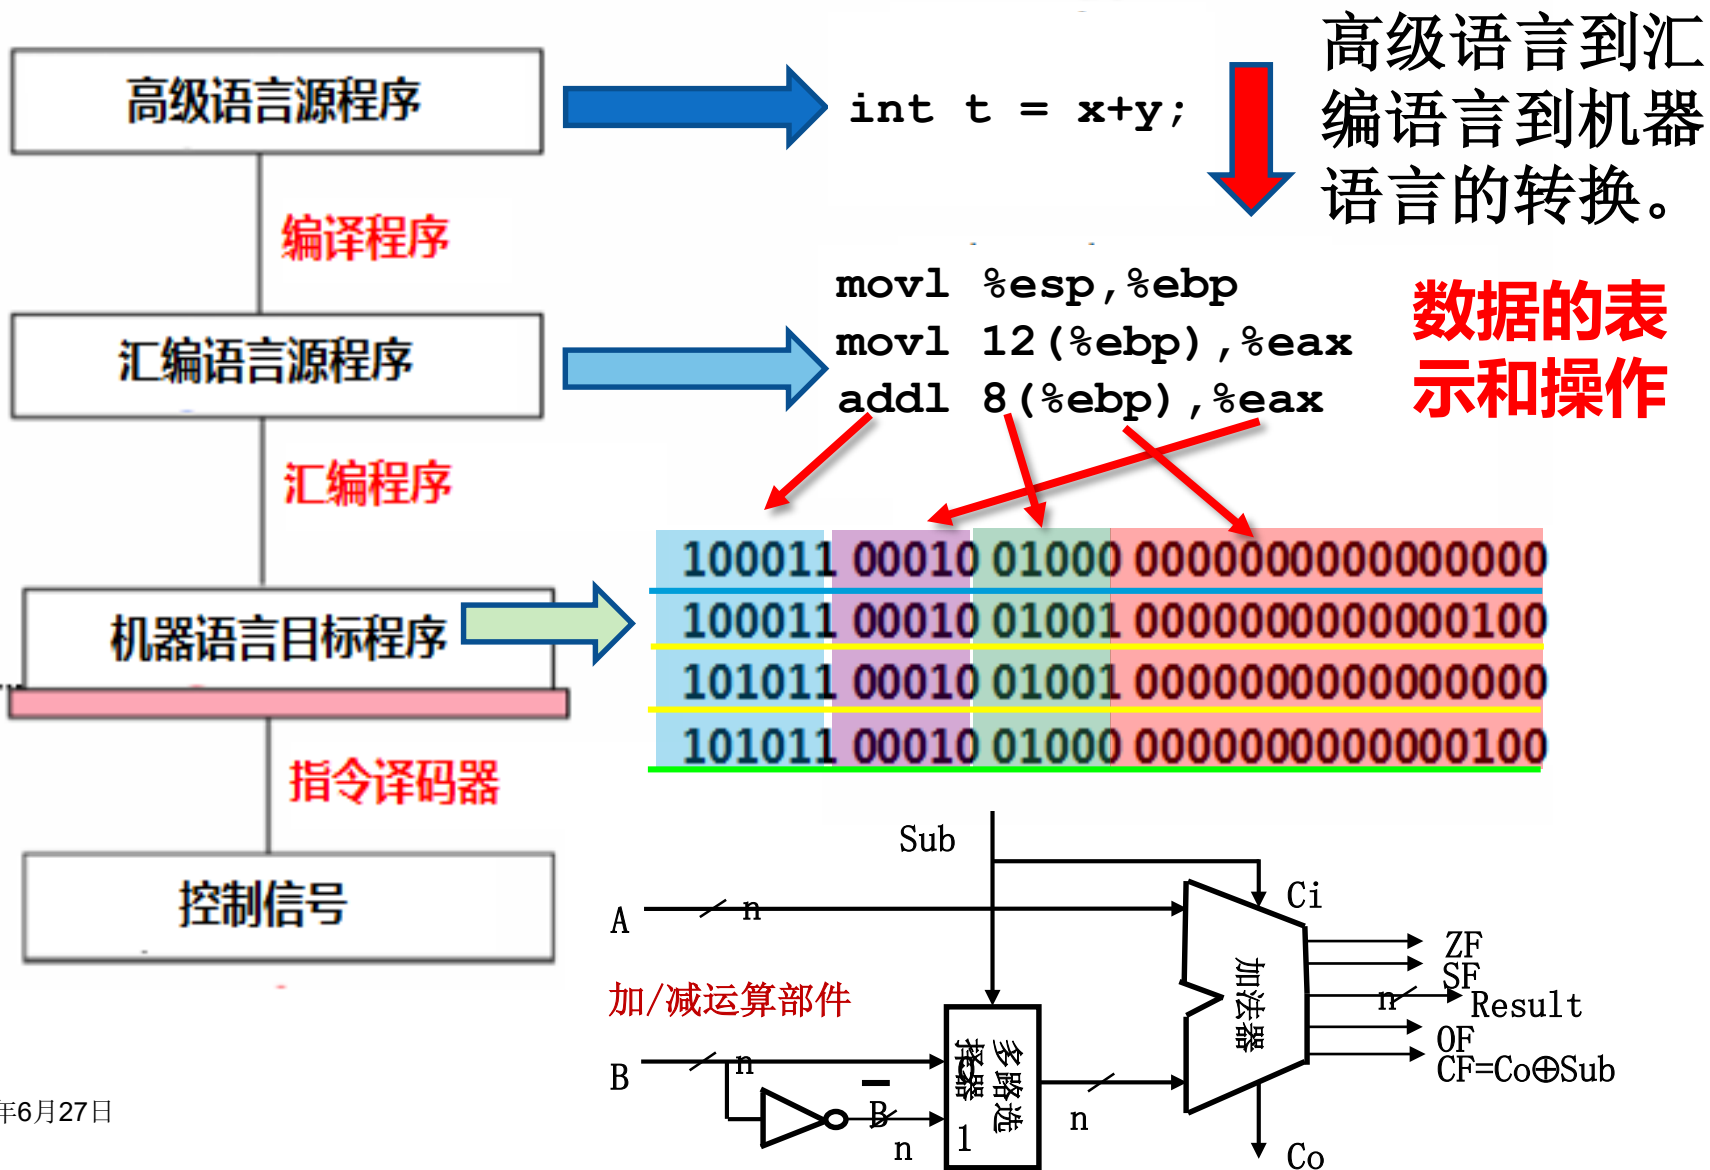 高级语言源程序
int t = x+y;
高级语言到汇
编语言到机器
语言的转换。
编译程序
汇编语言源程序
movl %esp,%ebp
movl 12(%ebp),%eax
addl 8(%ebp),%eax
数据的表
示和操作
汇编程序
机器语言目标程序
100011 00010 01000 0000000000000000
100011 00010 01001 0000000000000100
101011 00010 01001 0000000000000000
101011 00010 01000 0000000000000100
指令译码器
控制信号
Sub
A
n
Ci
加法器
ZF
SF
n
Result
OF
CF=Co⊕Sub
加/减运算部件
B
n
多路选
择器
0
1
B
n
n
Co
年6月27日